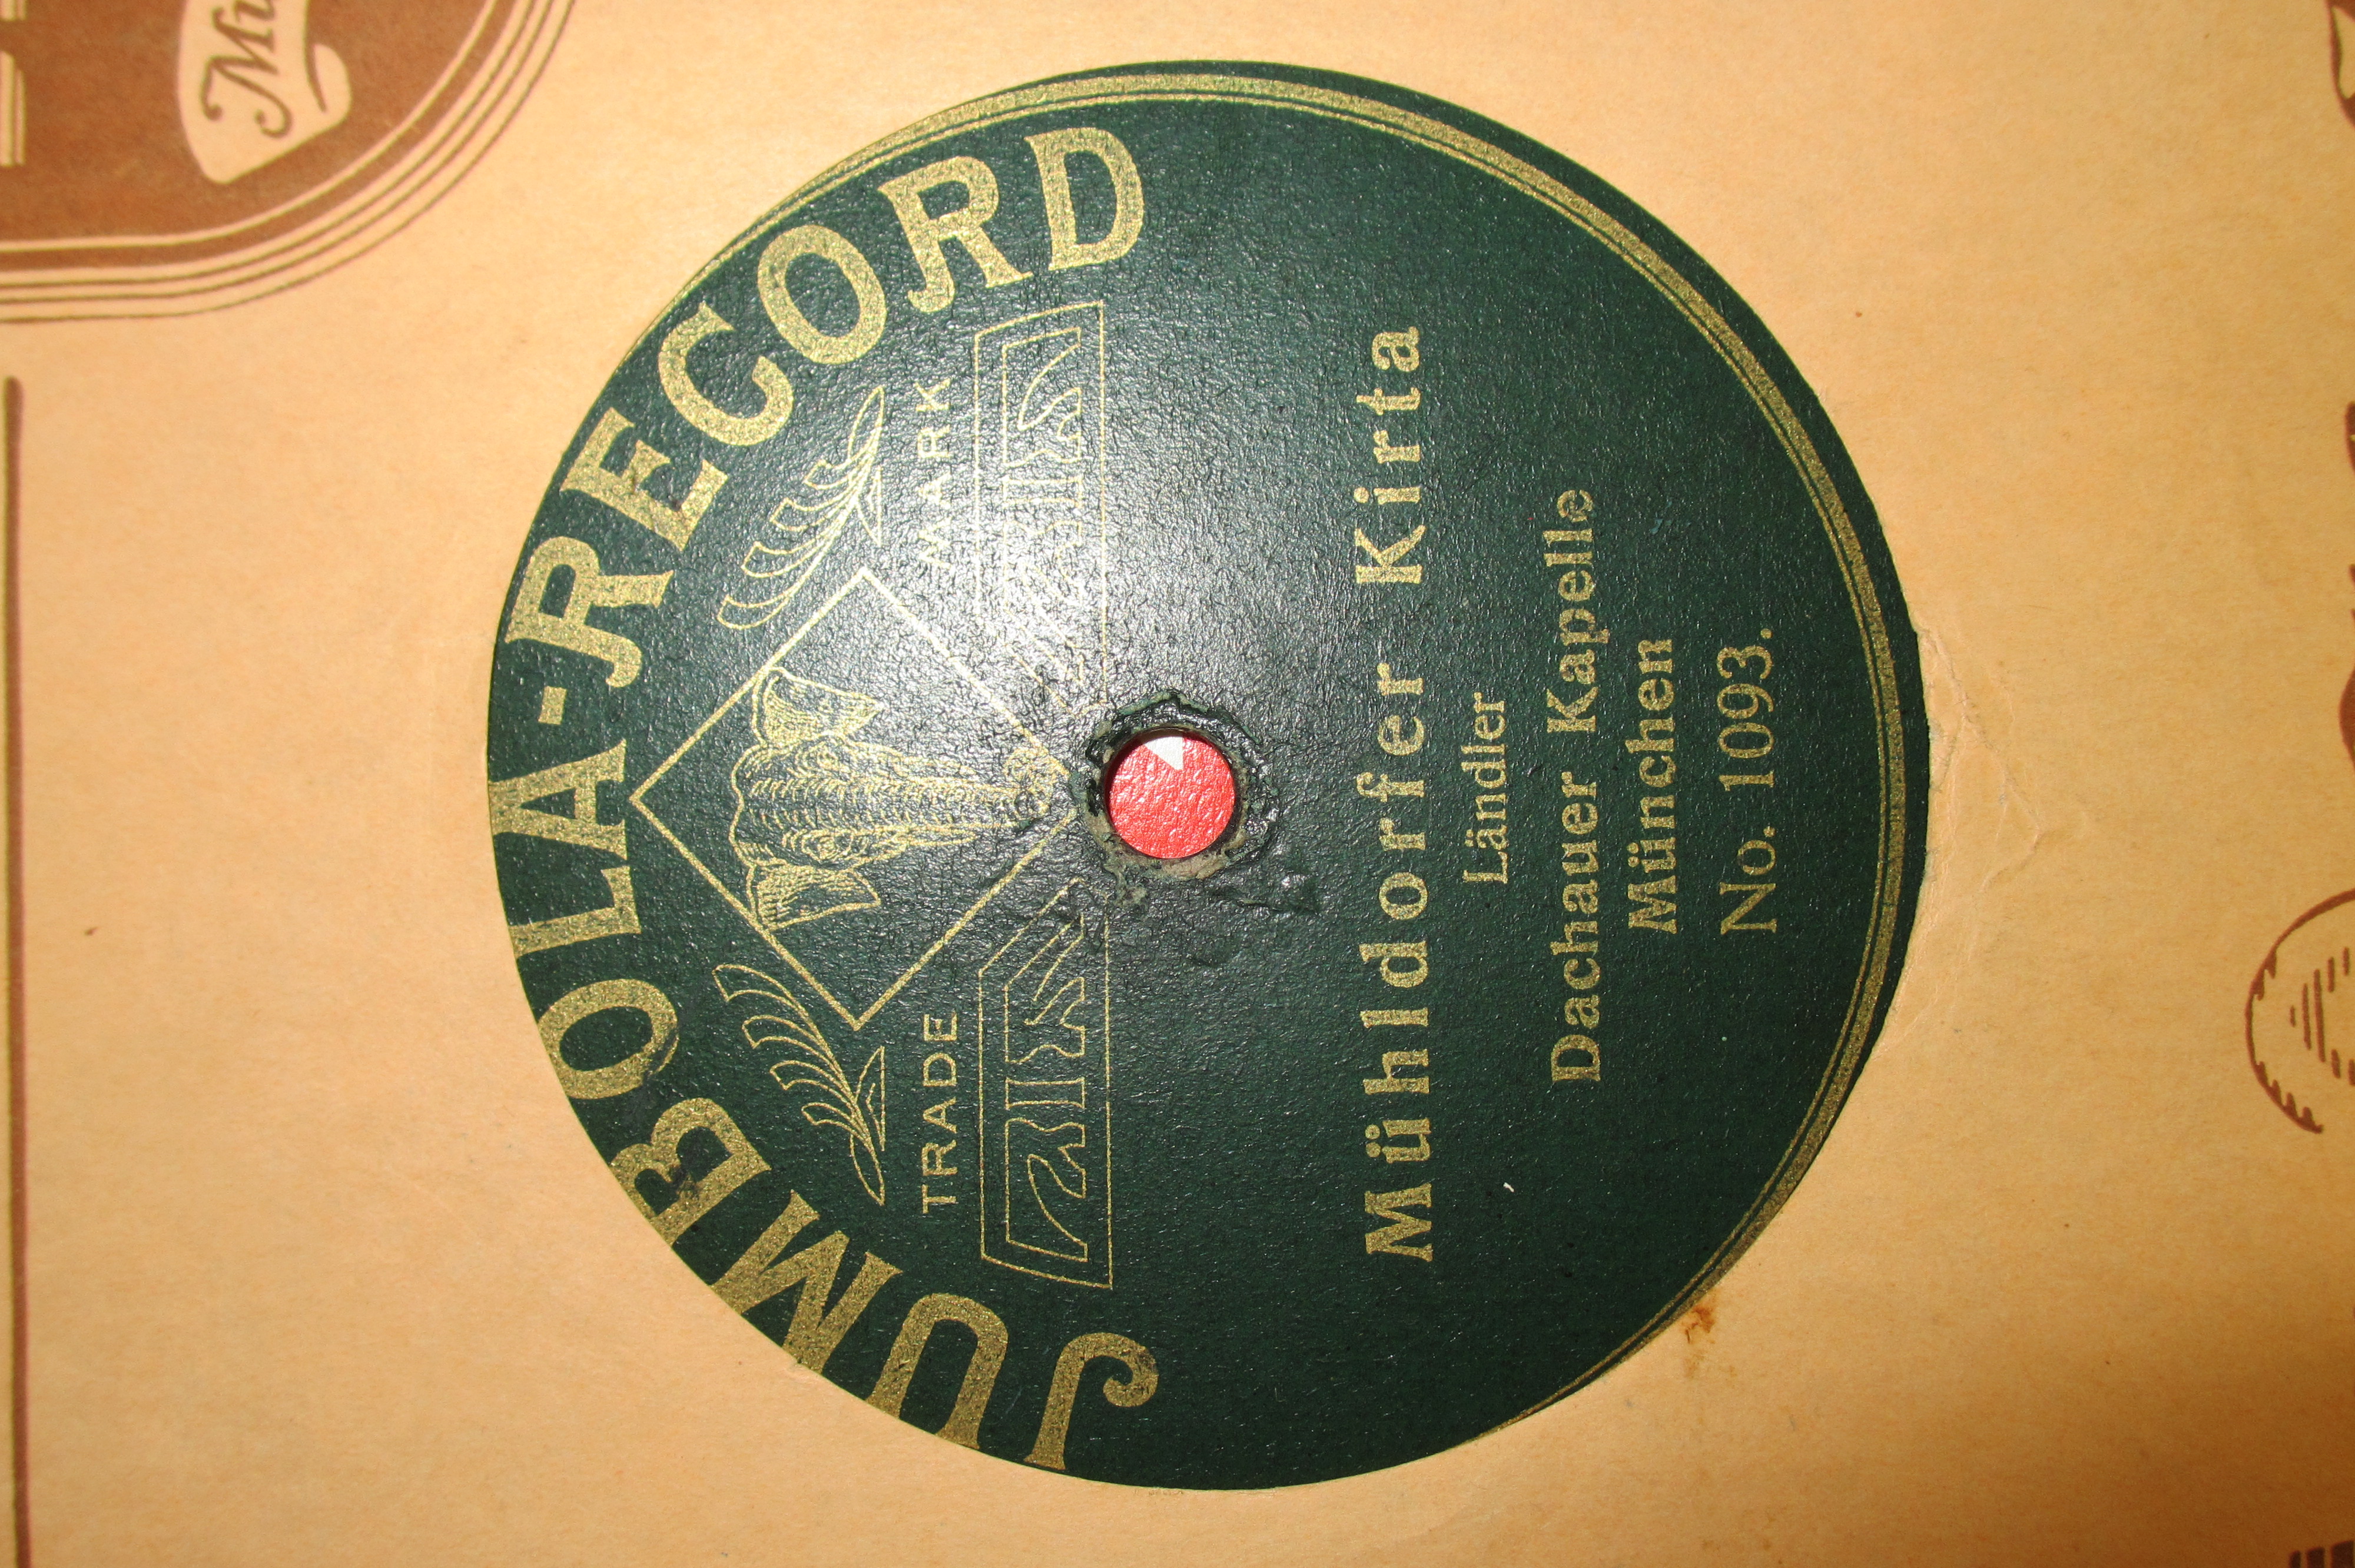 JUMBOLA-RECORD
TRADE MARK
Mühldorfer Kirta
Ländler
Dachauer Kapelle
München
No. 1093.